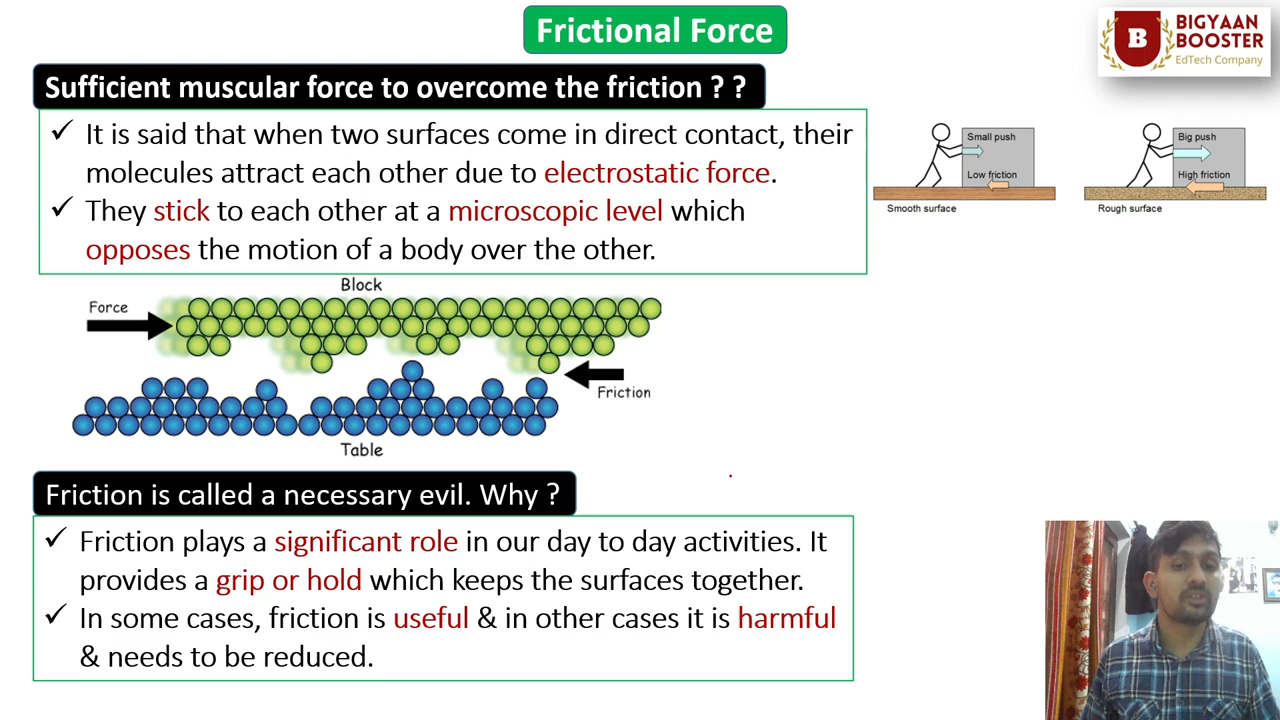 Frictional Force
B
BIGYAAN
BOOSTER
EdTech Company
Sufficient muscular force to overcome the friction ? ?
✓ It is said that when two surfaces come in direct contact, their
molecules attract each other due to electrostatic force.
✓ They stick to each other at a microscopic level which
opposes the motion of a body over the other.
Small push
Low friction
Smooth surface
Big push
High friction
Rough surface
Block
Force
Friction
Table
Friction is called a necessary evil. Why ?
✓ Friction plays a significant role in our day to day activities. It
provides a grip or hold which keeps the surfaces together.
✓ In some cases, friction is useful & in other cases it is harmful
& needs to be reduced.